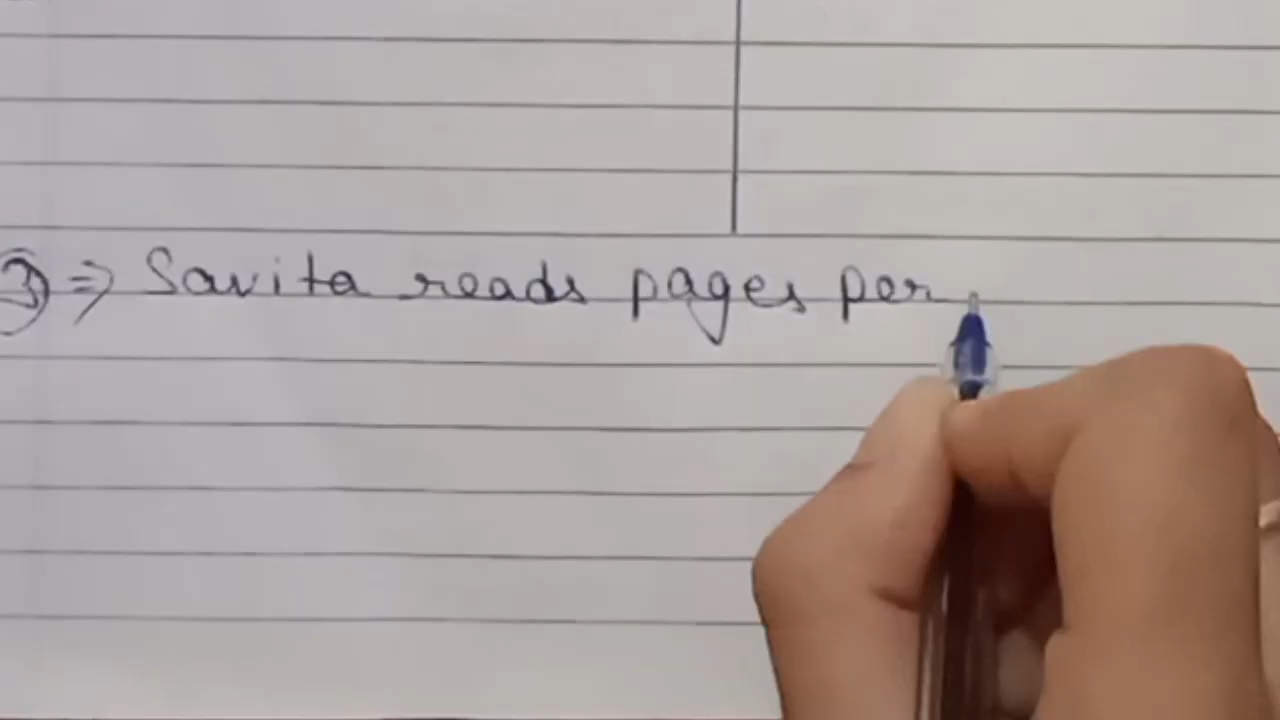 ③ ⇒ Savita reads pages per